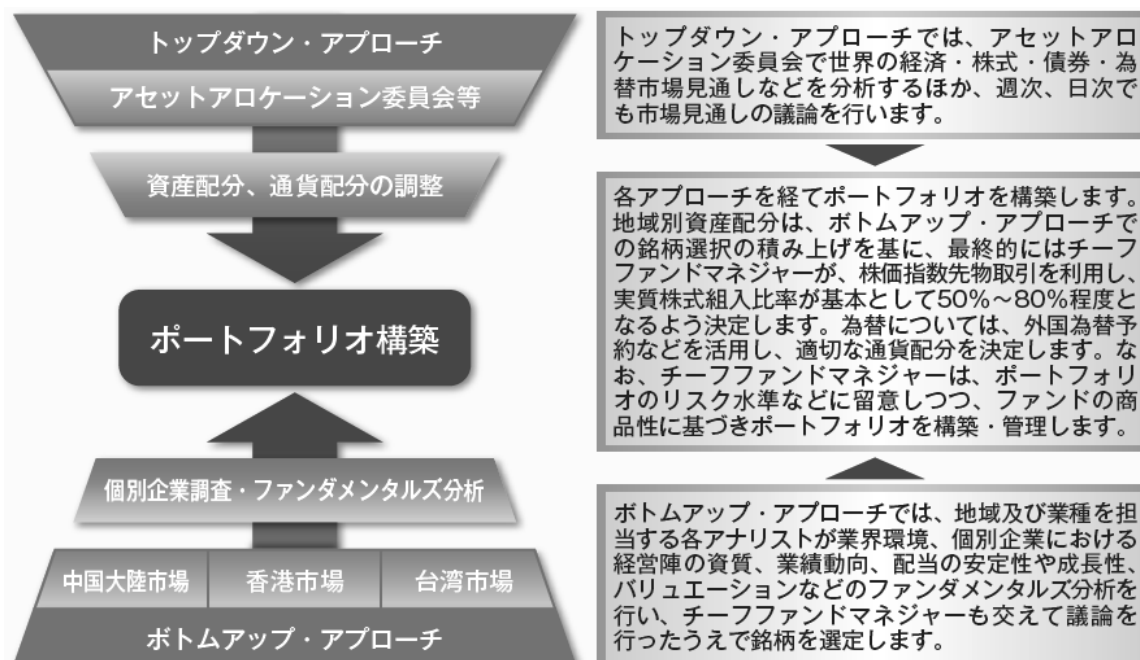 トップダウン・アプローチ
アセットアロケーション委員会等
資産配分、通貨配分の調整
ポートフォリオ構築
個別企業調査・ファンダメンタルズ分析
中国大陸市場
香港市場
台湾市場
ボトムアップ・アプローチ
トップダウン・アプローチでは、アセットアロ
ケーション委員会で世界の経済・株式・債券・為
替市場見通しなどを分析するほか、週次、日次で
も市場見通しの議論を行います。
各アプローチを経てポートフォリオを構築します。
地域別資産配分は、ボトムアップ・アプローチで
の銘柄選択の積み上げを基に、最終的にはチーフ
ファンドマネジャーが、株価指数先物取引を利用し、
実質株式組入比率が基本として50%～80%程度と
なるよう決定します。為替については、外国為替予
約などを活用し、適切な通貨配分を決定します。な
お、チーフファンドマネジャーは、ポートフォリ
オのリスク水準などに留意しつつ、ファンドの商
品性に基づきポートフォリオを構築・管理します。
ボトムアップ・アプローチでは、地域及び業種を担
当する各アナリストが業界環境、個別企業における
経営陣の資質、業績動向、配当の安定性や成長性、
バリュエーションなどのファンダメンタルズ分析を
行い、チーフファンドマネジャーも交えて議論を
行ったうえで銘柄を選定します。